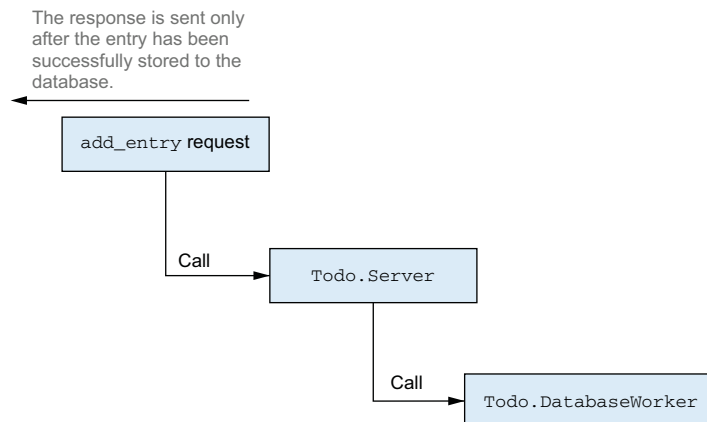 The response is sent only
after the entry has been
successfully stored to the
database.
add_entry request
Call
Todo.Server
Call
Todo.DatabaseWorker